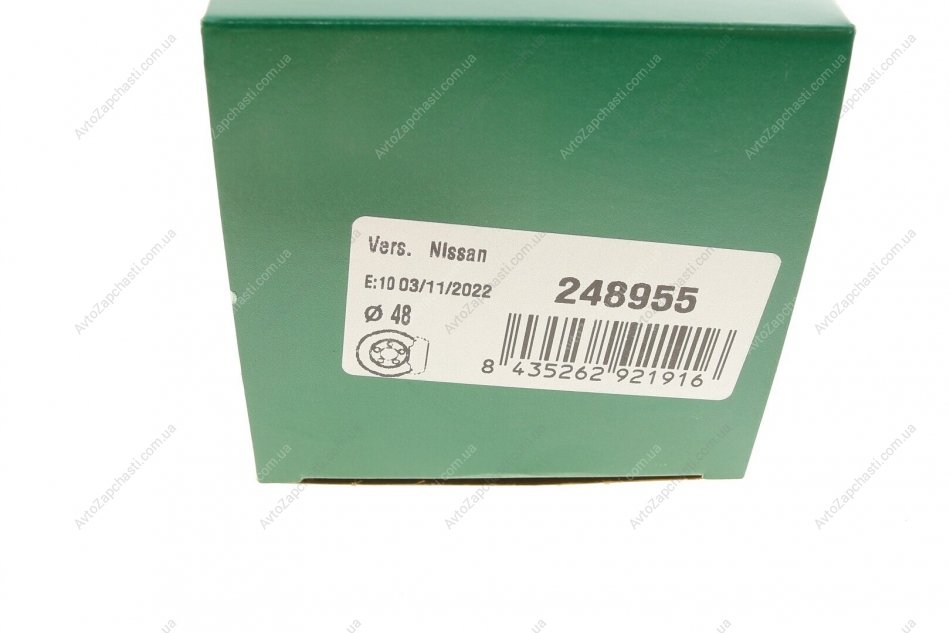 Vers. Nissan
E:10 03/11/2022
248955
Ø 48
8 435262 921916
AvtoZapchasti.com.ua